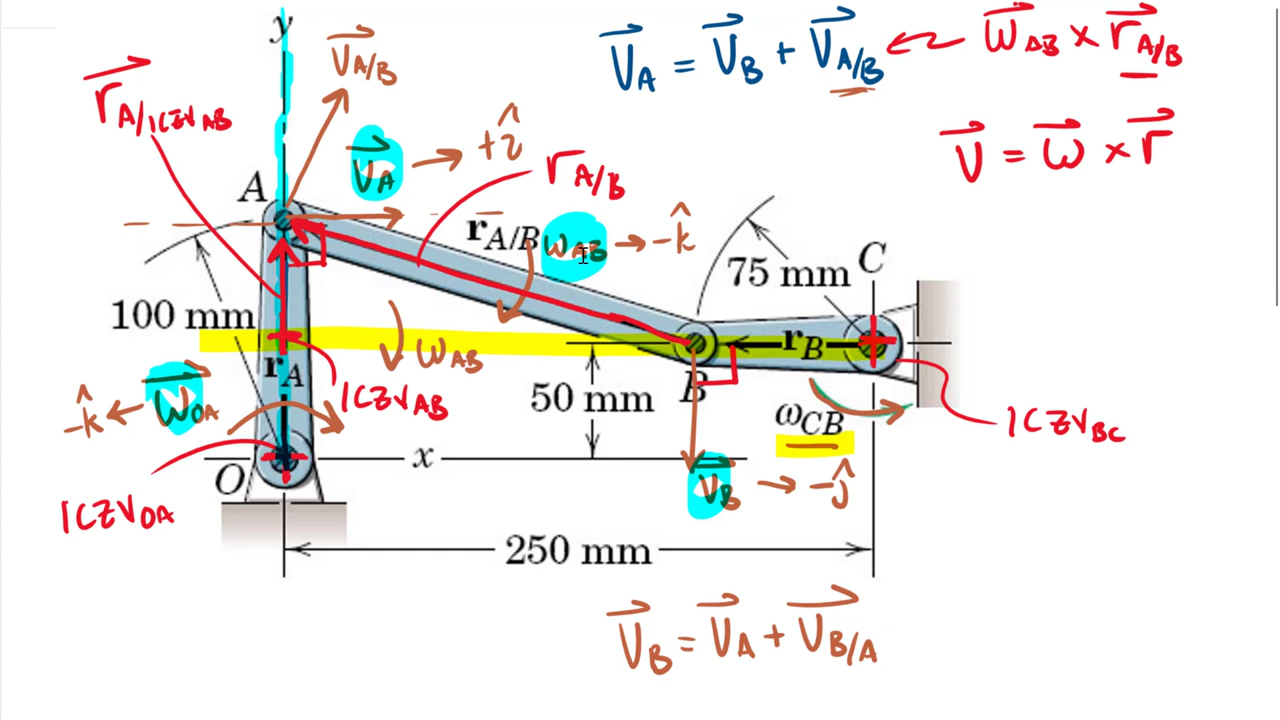 y
V_A/B
V_A = V_B + V_A/B ← ω_AB × r_A/B
r_A/ICZV_AB
V = ω × r
V_A → +î
r_A/B
A
r_A/B
ω_AB → -k̂
75 mm
C
100 mm
ω_AB
r_B
r_A
ICZV_AB
50 mm
B
-k̂ ← ω_OA
ω_CB
ICZV_BC
x
O
V_B → -ĵ
ICZV_OA
250 mm
V_B = V_A + V_B/A